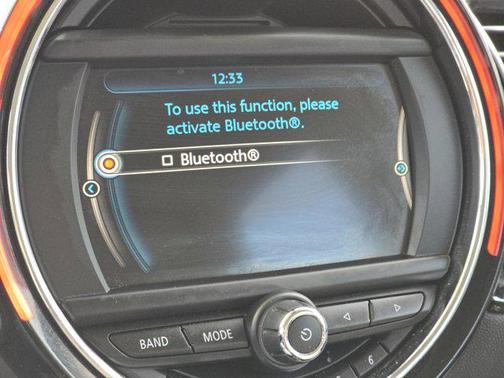 12:33
To use this function, please
activate Bluetooth®.
Bluetooth®
BAND MODE
6